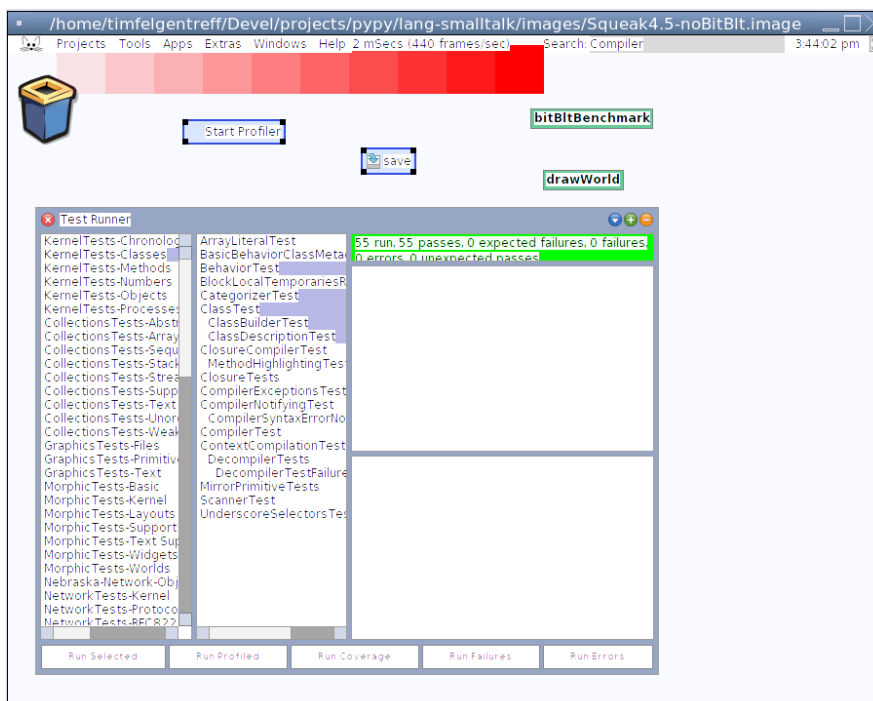 /home/timfelgentreff/Devel/projects/pypy/lang-smalltalk/images/Squeak4.5-noBitBlt.image
Projects Tools Apps Extras Windows Help 2 mSecs (440 frames/sec) Search: Compiler 3:44:02 pm
Start Profiler
bitBltBenchmark
save
drawWorld
Test Runner
KernelTests-Chronolog
KernelTests-Classes
KernelTests-Methods
KernelTests-Numbers
KernelTests-Objects
KernelTests-Processes
CollectionsTests-Abstr
CollectionsTests-Array
CollectionsTests-Sequ
CollectionsTests-Stack
CollectionsTests-Strea
CollectionsTests-Supp
CollectionsTests-Text
CollectionsTests-Unor
CollectionsTests-Weak
GraphicsTests-Files
GraphicsTests-Primitiv
GraphicsTests-Text
MorphicTests-Basic
MorphicTests-Kernel
MorphicTests-Layouts
MorphicTests-Support
MorphicTests-Text Sup
MorphicTests-Widgets
MorphicTests-Worlds
Nebraska-Network-Obj
NetworkTests-Kernel
NetworkTests-Protoco
NetworkTests-RFC822
ArrayLiteralTest
BasicBehaviorClassMeta
BehaviorTest
BlockLocalTemporariesR
CategorizerTest
ClassTest
ClassBuilderTest
ClassDescriptionTest
ClosureCompilerTest
MethodHighlightingTes
ClosureTests
CompilerExceptionsTest
CompilerNotifyingTest
CompilerSyntaxErrorNo
CompilerTest
ContextCompilationTest
DecompilerTests
DecompilerTestFailure
MirrorPrimitiveTests
ScannerTest
UnderscoreSelectorsTes
55 run, 55 passes, 0 expected failures, 0 failures,
0 errors, 0 unexpected passes
Run Selected Run Profiled Run Coverage Run Failures Run Errors